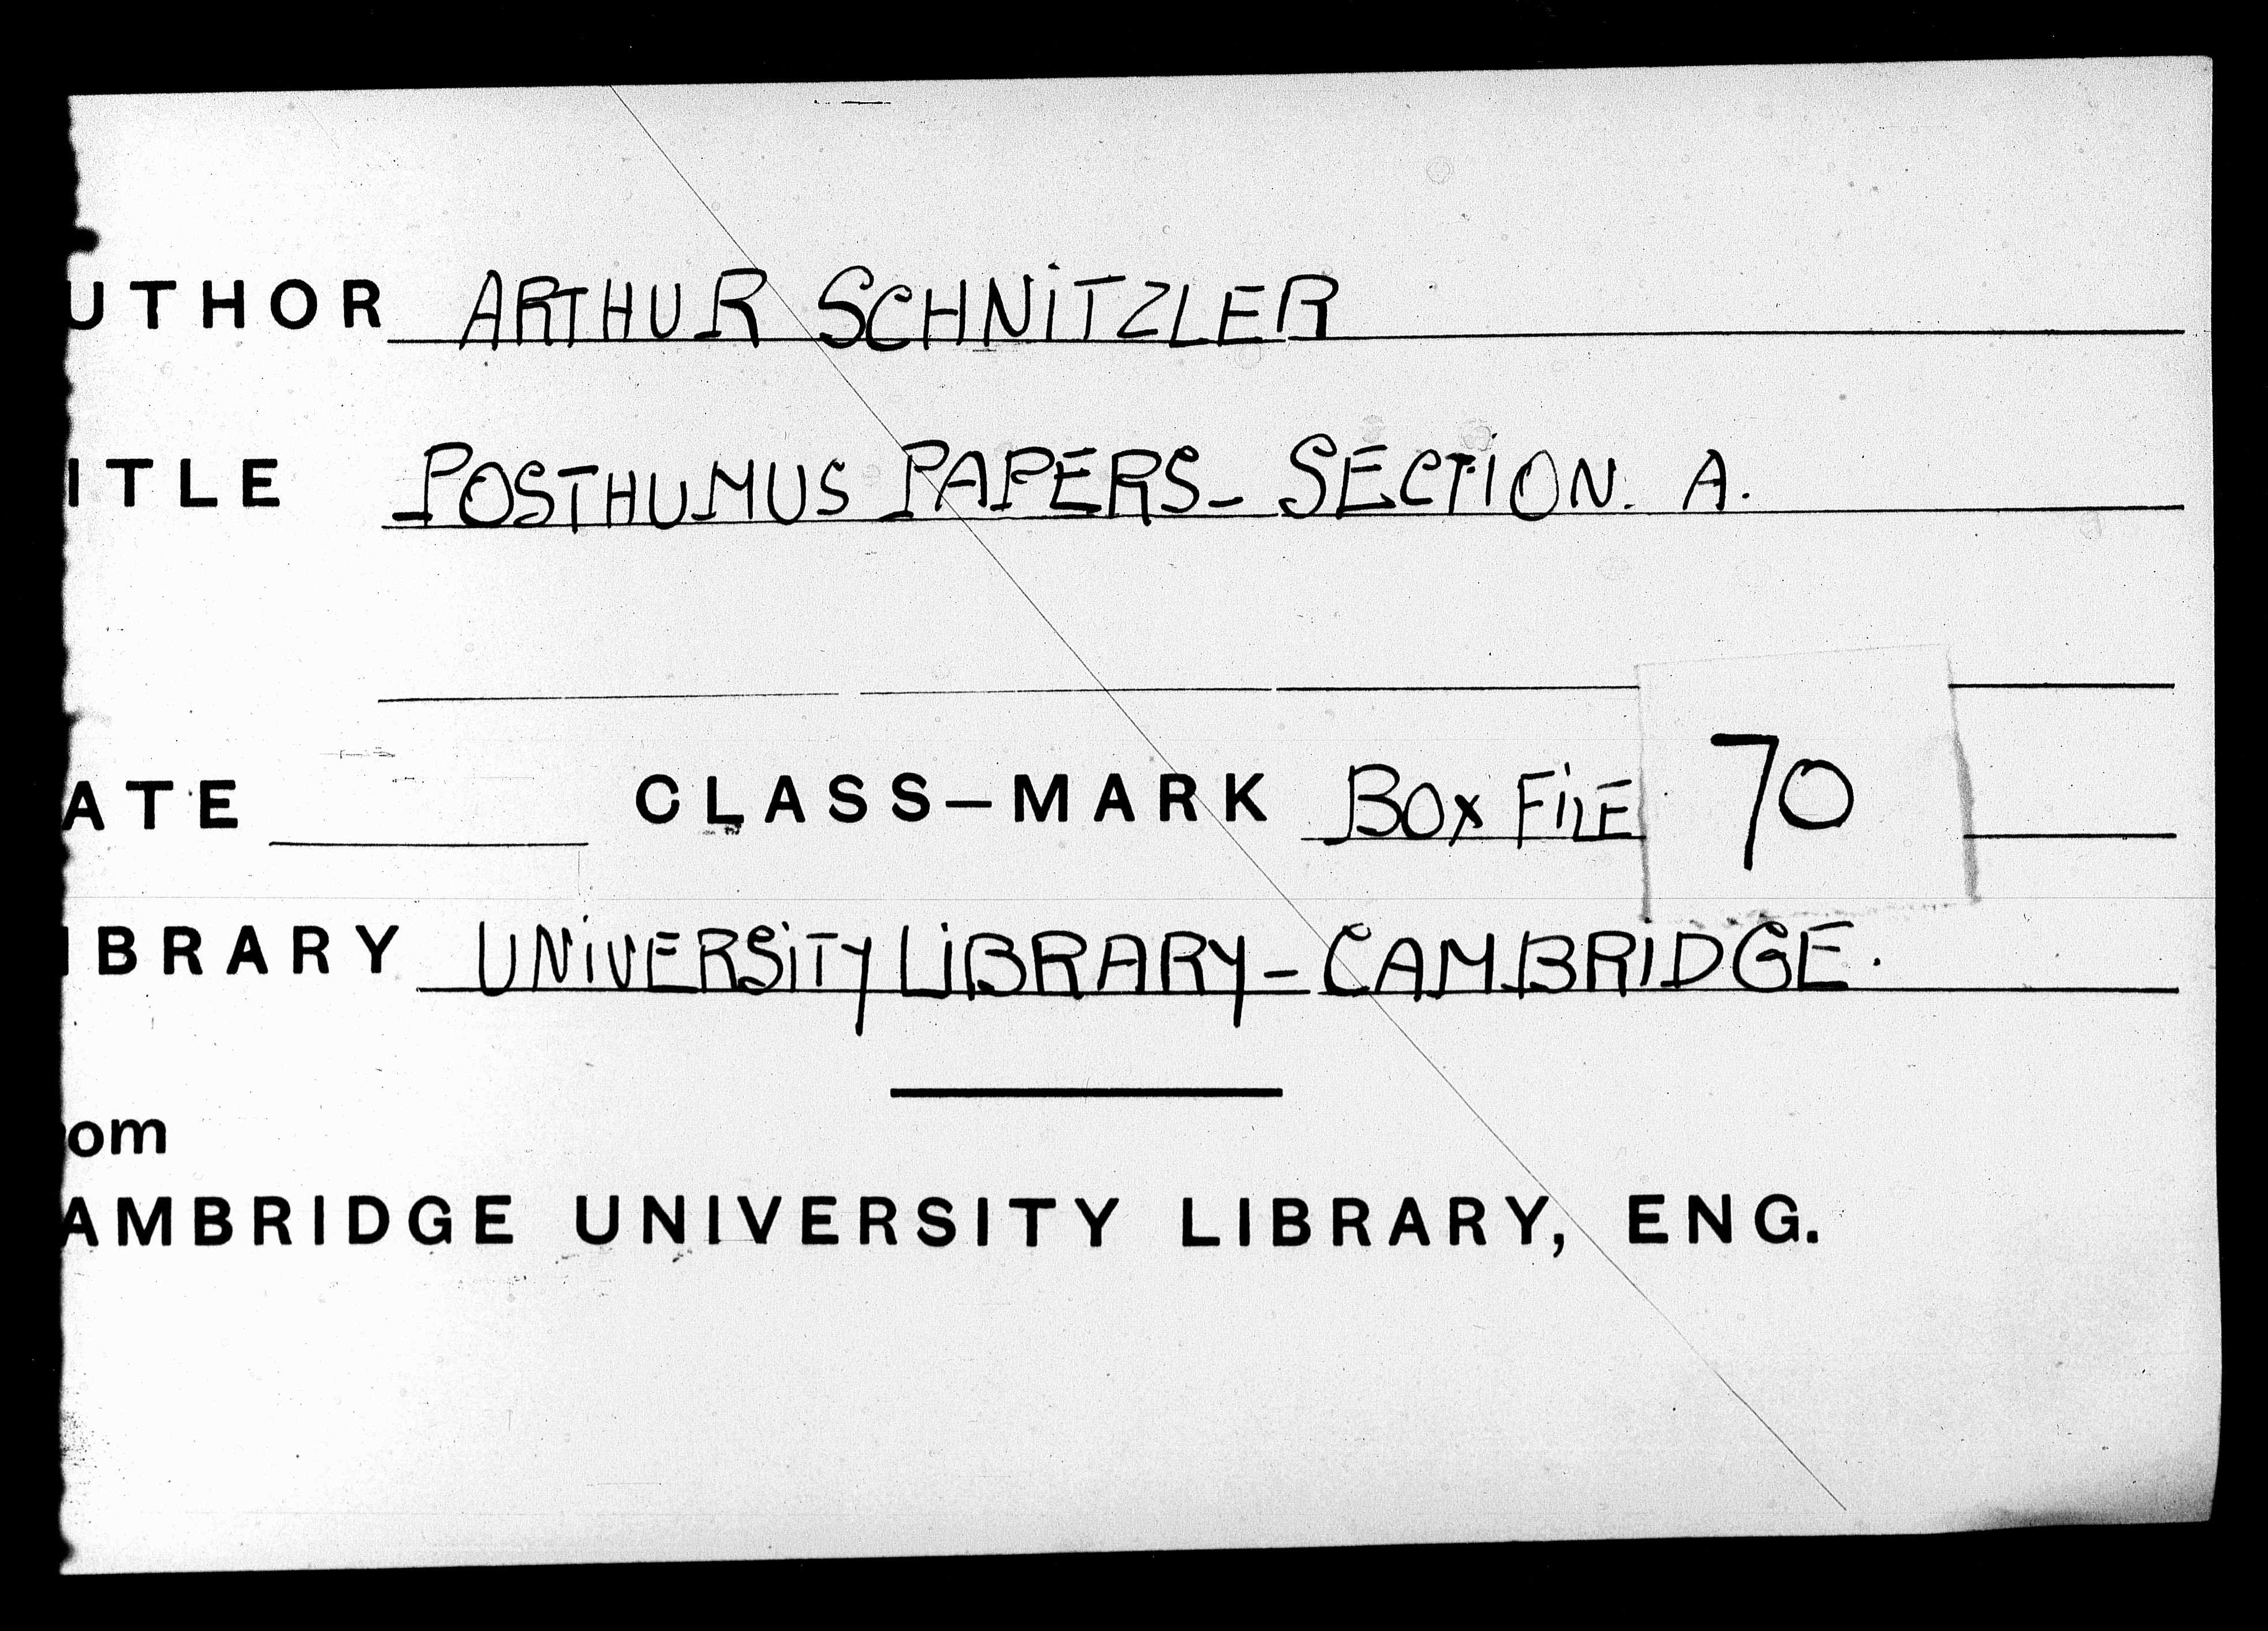 UTHOR ARTHUR SCHNiTZLER
ITLE POSTHUMUS PAPERS- SECTiON. A.
ATE CLASS-MARK BOX FiLE 70
IBRARY UNiVERSiTY LiBRARY - CAMBRIDGE.
om
AMBRIDGE UNIVERSITY LIBRARY, ENG.